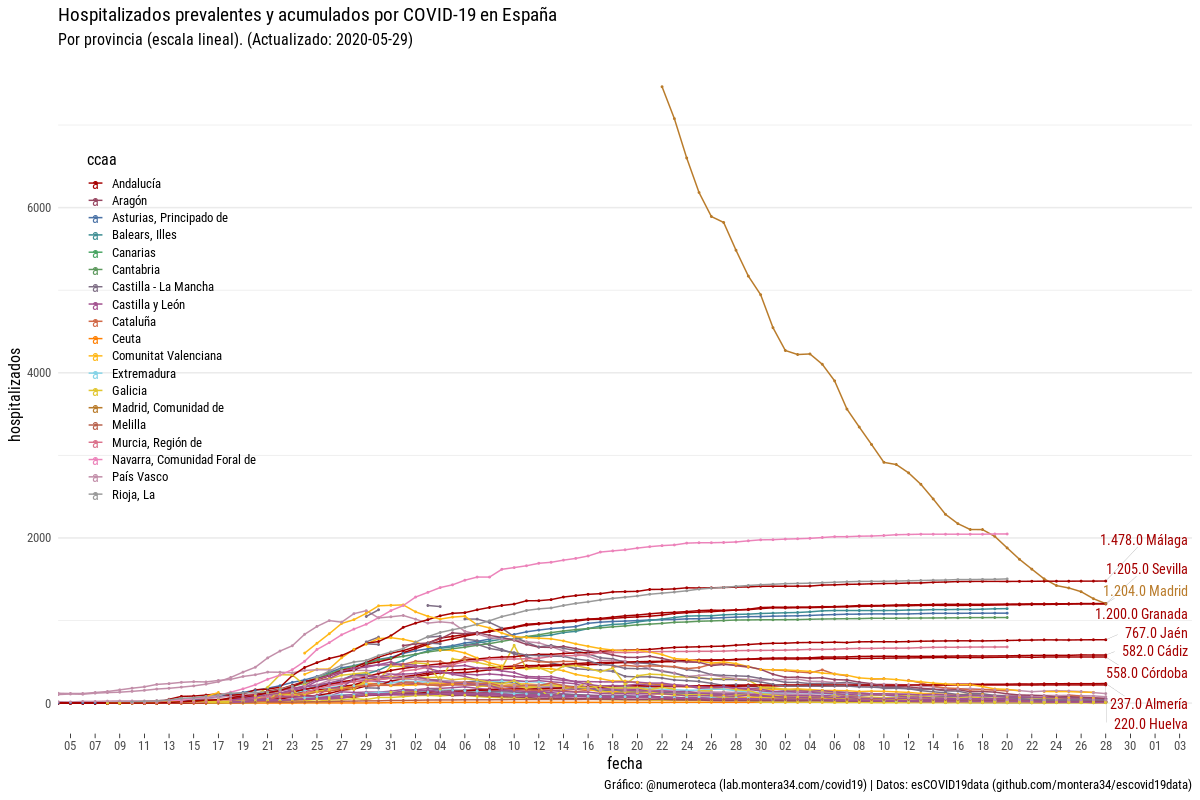 Hospitalizados prevalentes y acumulados por COVID-19 en España
Por provincia (escala lineal). (Actualizado: 2020-05-29)
hospitalizados
6000
4000
2000
0
ccaa
Andalucía
Aragón
Asturias, Principado de
Balears, Illes
Canarias
Cantabria
Castilla - La Mancha
Castilla y León
Cataluña
Ceuta
Comunitat Valenciana
Extremadura
Galicia
Madrid, Comunidad de
Melilla
Murcia, Región de
Navarra, Comunidad Foral de
País Vasco
Rioja, La
1.478.0 Málaga
1.205.0 Sevilla
1.204.0 Madrid
1.200.0 Granada
767.0 Jaén
582.0 Cádiz
558.0 Córdoba
237.0 Almería
220.0 Huelva
05 07 09 11 13 15 17 19 21 23 25 27 29 31 02 04 06 08 10 12 14 16 18 20 22 24 26 28 30 02 04 06 08 10 12 14 16 18 20 22 24 26 28 30 01 03
fecha
Gráfico: @numeroteca (lab.montera34.com/covid19) | Datos: esCOVID19data (github.com/montera34/escovid19data)